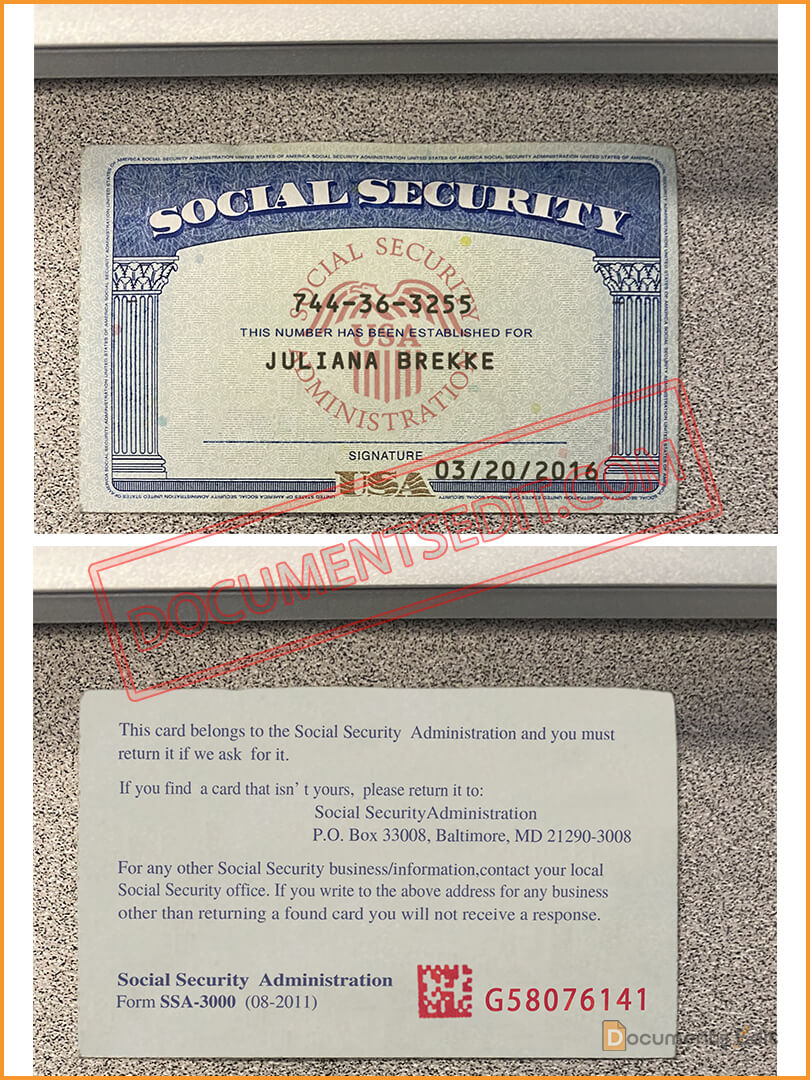 SOCIAL SECURITY
SOCIAL SECURITY ADMINISTRATION
USA
744-36-3255
THIS NUMBER HAS BEEN ESTABLISHED FOR
JULIANA BREKKE
SIGNATURE
USA
03/20/2016
DOCUMENTSEDIT.COM
This card belongs to the Social Security Administration and you must
return it if we ask for it.
If you find a card that isn’ t yours, please return it to:
Social SecurityAdministration
P.O. Box 33008, Baltimore, MD 21290-3008
For any other Social Security business/information,contact your local
Social Security office. If you write to the above address for any business
other than returning a found card you will not receive a response.
Social Security Administration
Form SSA-3000 (08-2011)
G58076141